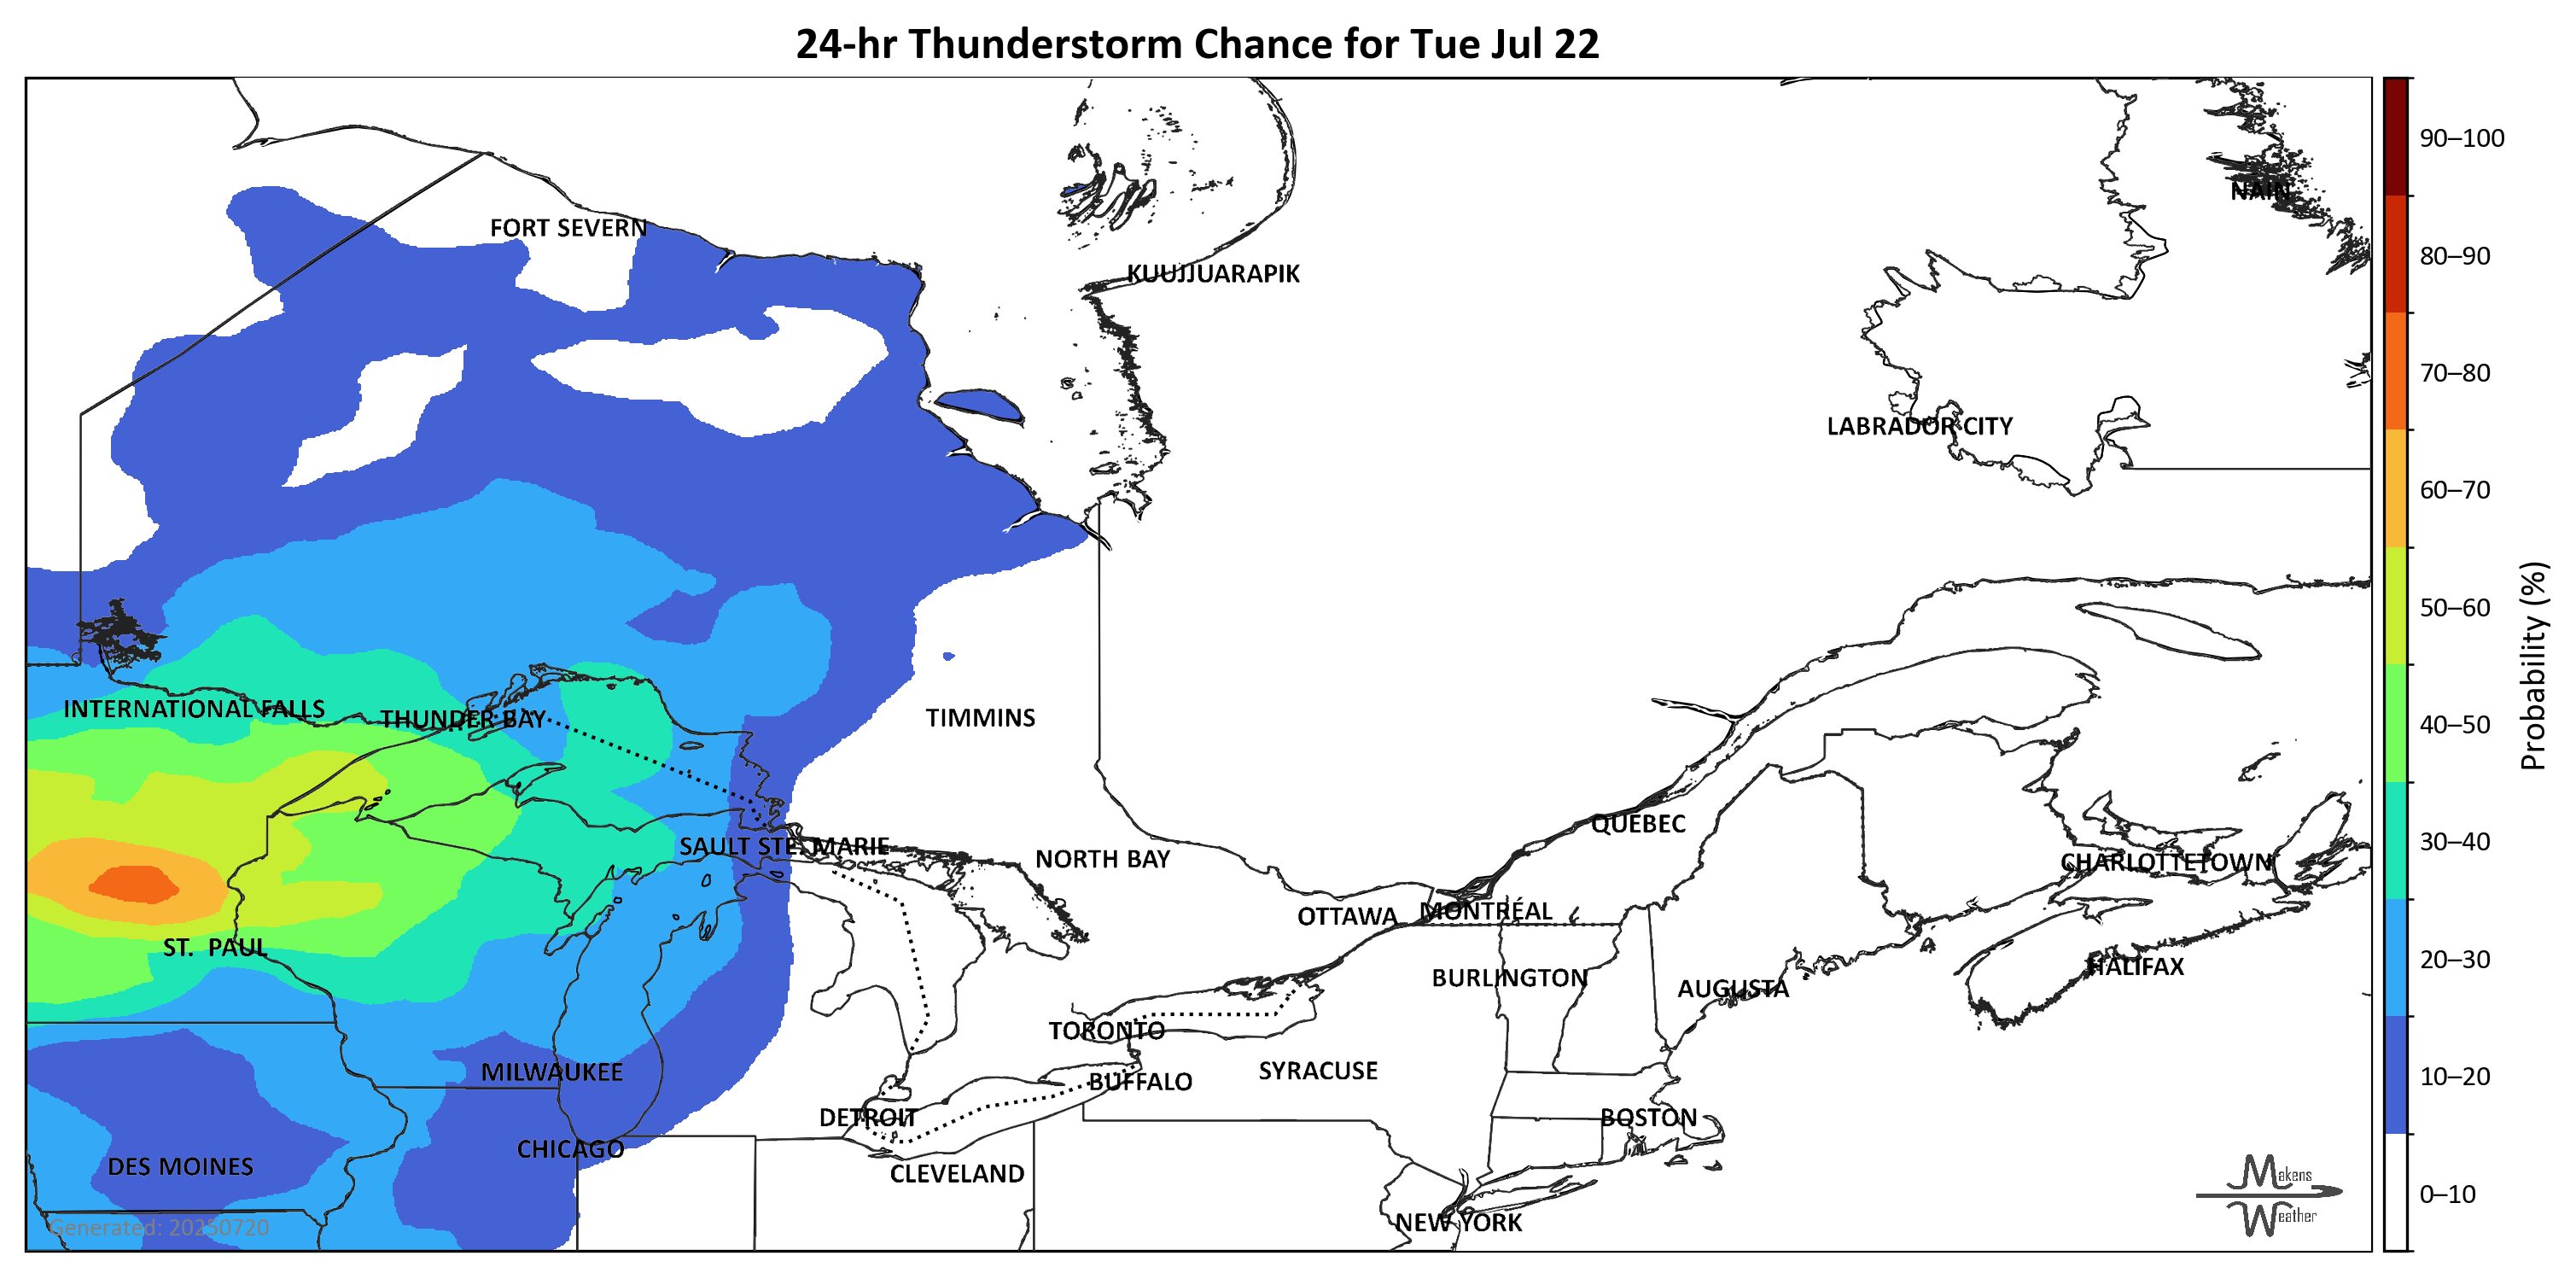 24-hr Thunderstorm Chance for Tue Jul 22
90–100
NAIN
FORT SEVERN
80–90
KUUJJUARAPIK
70–80
LABRADOR CITY
60–70
50–60
Probability (%)
INTERNATIONAL FALLS
THUNDER BAY
TIMMINS
40–50
QUEBEC
SAULT STE. MARIE
NORTH BAY
CHARLOTTETOWN
30–40
OTTAWA
MONTRÉAL
ST. PAUL
20–30
HALIFAX
BURLINGTON
AUGUSTA
TORONTO
MILWAUKEE
SYRACUSE
BUFFALO
10–20
DETROIT
BOSTON
CHICAGO
DES MOINES
CLEVELAND
Makens
Weather
0–10
Generated: 20250720
NEW YORK